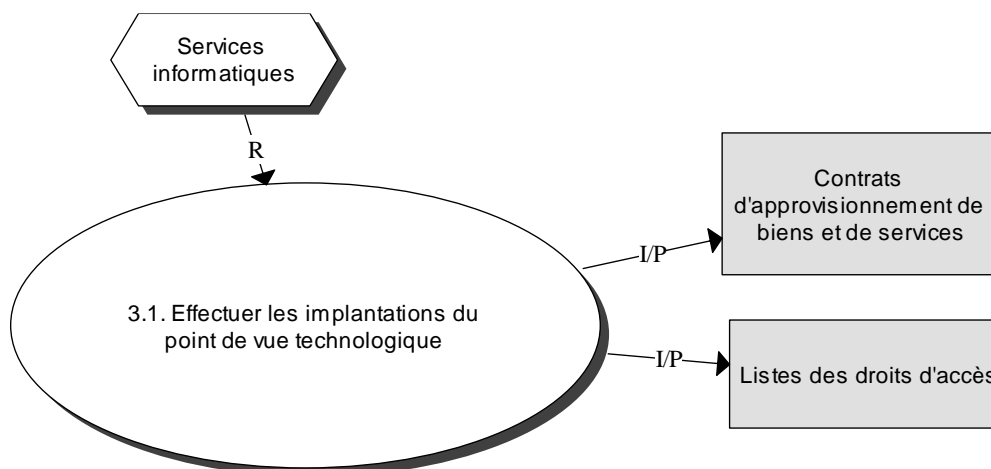 Services
informatiques
R
Contrats
d'approvisionnement de
biens et de services
I/P
3.1. Effectuer les implantations du
point de vue technologique
I/P
Listes des droits d'accès